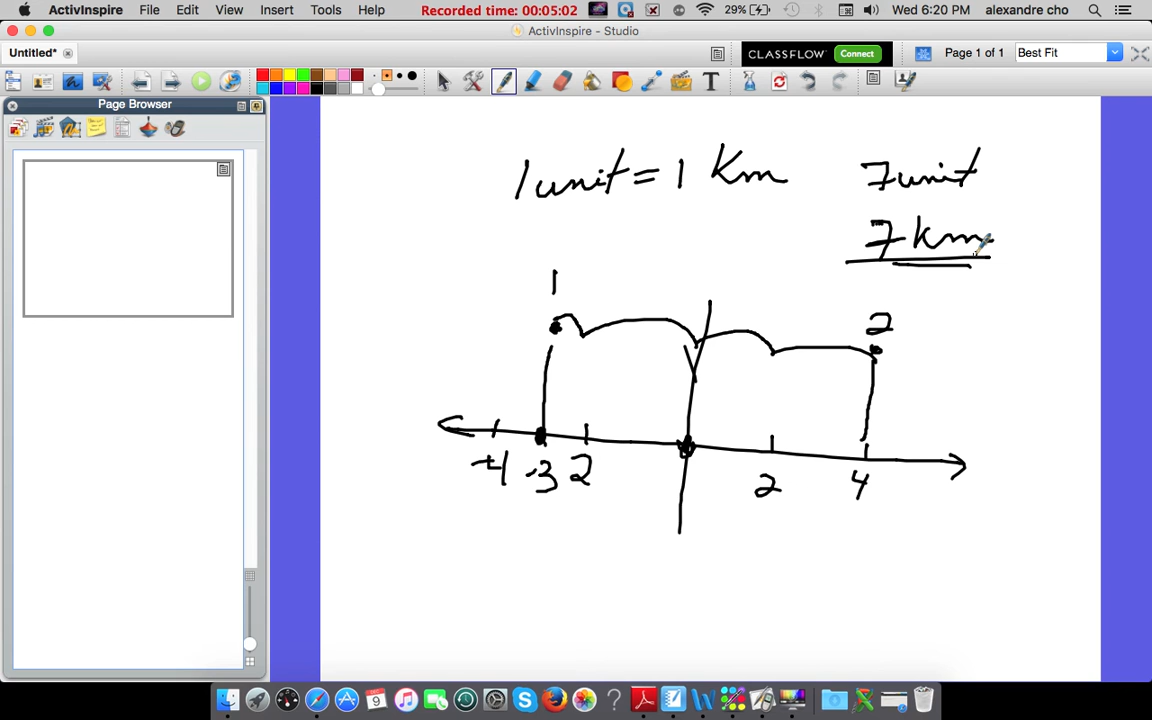 ActivInspire File Edit View Insert Tools Help Recorded time: 00:05:02 29% Wed 6:20 PM alexandre cho
ActivInspire - Studio
Untitled* CLASSFLOW Connect Page 1 of 1 Best Fit
Page Browser
1 unit = 1 Km 7 unit
7 km
1 2
-4 -3 2 2 4
9